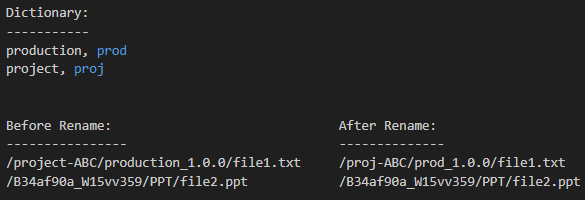 Dictionary:
-----------
production, prod
project, proj
Before Rename: After Rename:
---------------- --------------
/project-ABC/production_1.0.0/file1.txt /proj-ABC/prod_1.0.0/file1.txt
/B34af90a_W15vv359/PPT/file2.ppt /B34af90a_W15vv359/PPT/file2.ppt